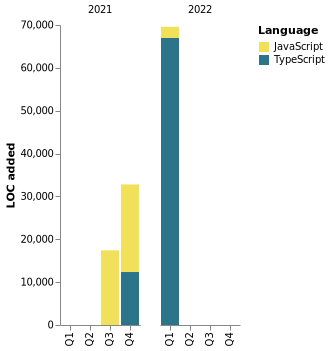 2021 2022
Language
JavaScript
TypeScript
LOC added
70,000
60,000
50,000
40,000
30,000
20,000
10,000
0
Q1 Q2 Q3 Q4 Q1 Q2 Q3 Q4